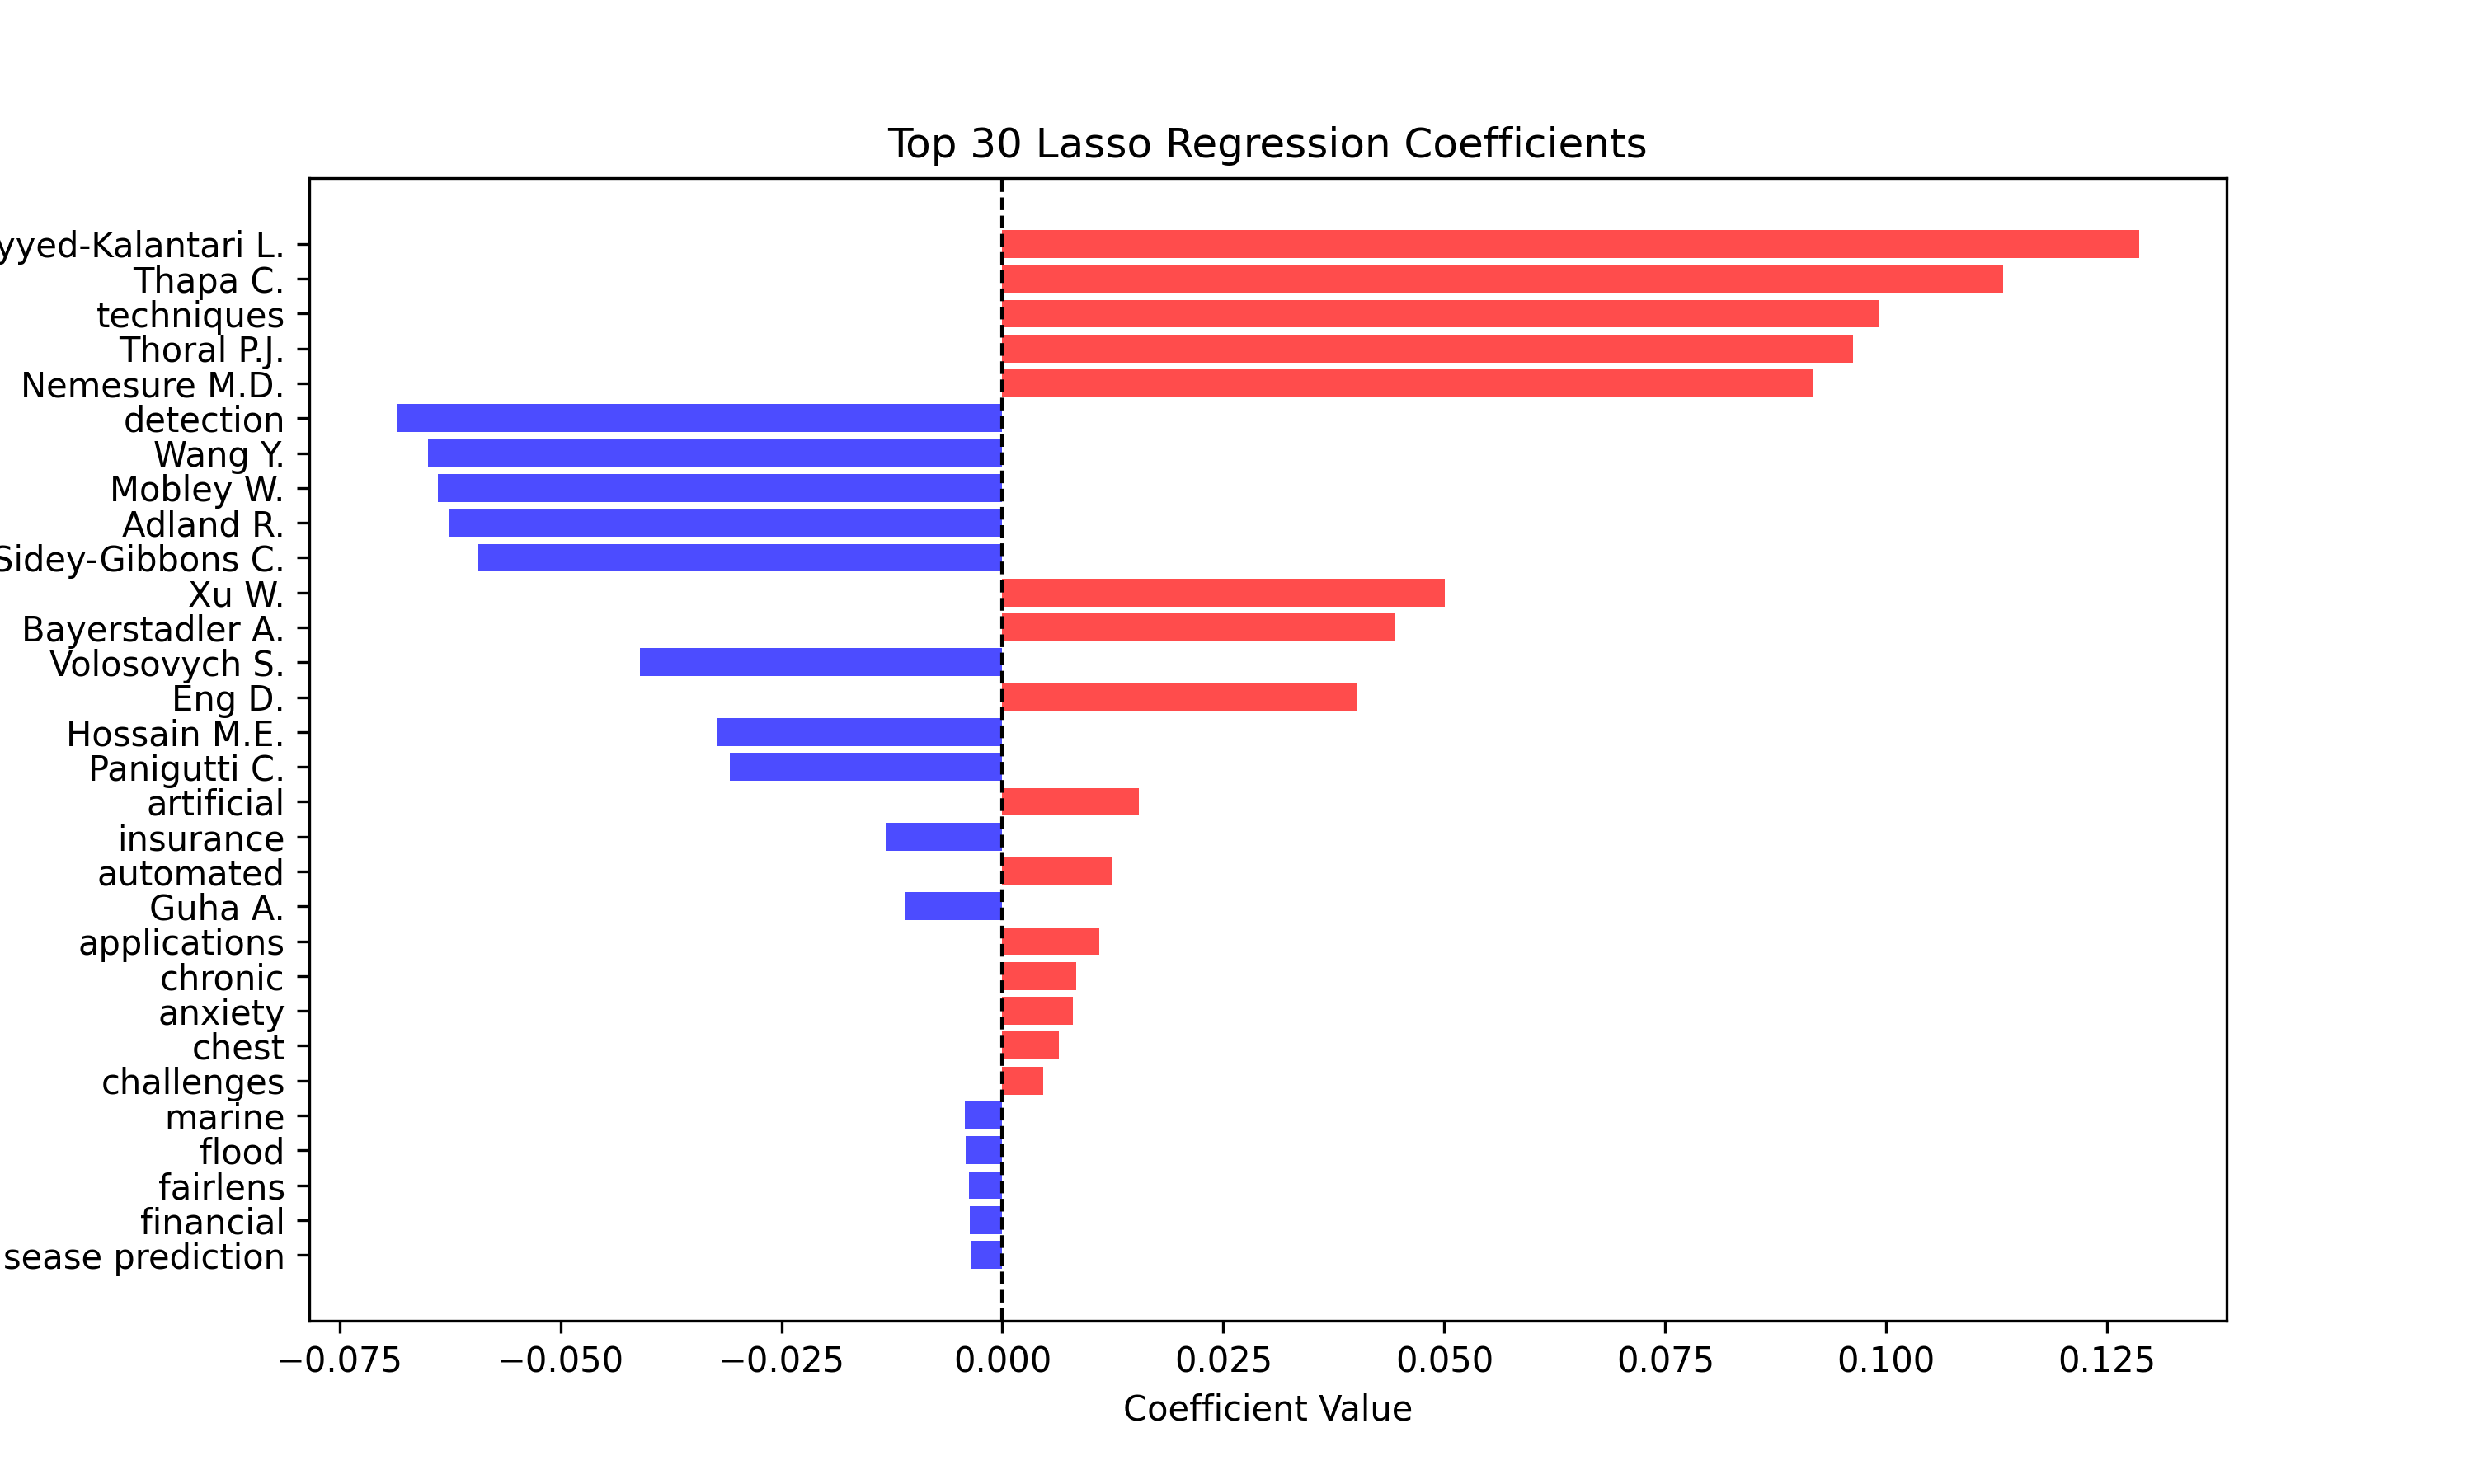 Top 30 Lasso Regression Coefficients
yyed-Kalantari L.
Thapa C.
techniques
Thoral P.J.
Nemesure M.D.
detection
Wang Y.
Mobley W.
Adland R.
Sidey-Gibbons C.
Xu W.
Bayerstadler A.
Volosovych S.
Eng D.
Hossain M.E.
Panigutti C.
artificial
insurance
automated
Guha A.
applications
chronic
anxiety
chest
challenges
marine
flood
fairlens
financial
sease prediction
−0.075 −0.050 −0.025 0.000 0.025 0.050 0.075 0.100 0.125
Coefficient Value